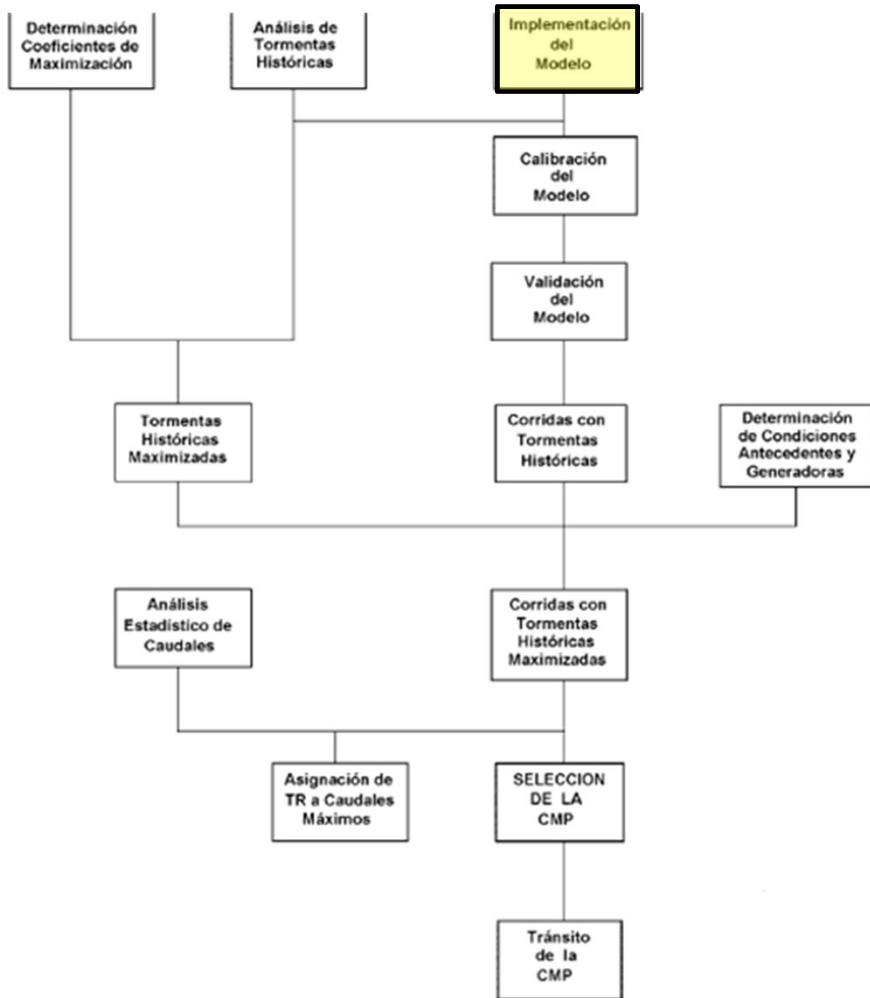 Determinación
Coeficientes de
Maximización
Análisis de
Tormentas
Históricas
Implementación
del
Modelo
Calibración
del
Modelo
Validación
del
Modelo
Tormentas
Históricas
Maximizadas
Corridas con
Tormentas
Históricas
Determinación
de Condiciones
Antecedentes y
Generadoras
Análisis
Estadístico de
Caudales
Corridas con
Tormentas
Históricas
Maximizadas
Asignación de
TR a Caudales
Máximos
SELECCION
DE LA
CMP
Tránsito
de la
CMP